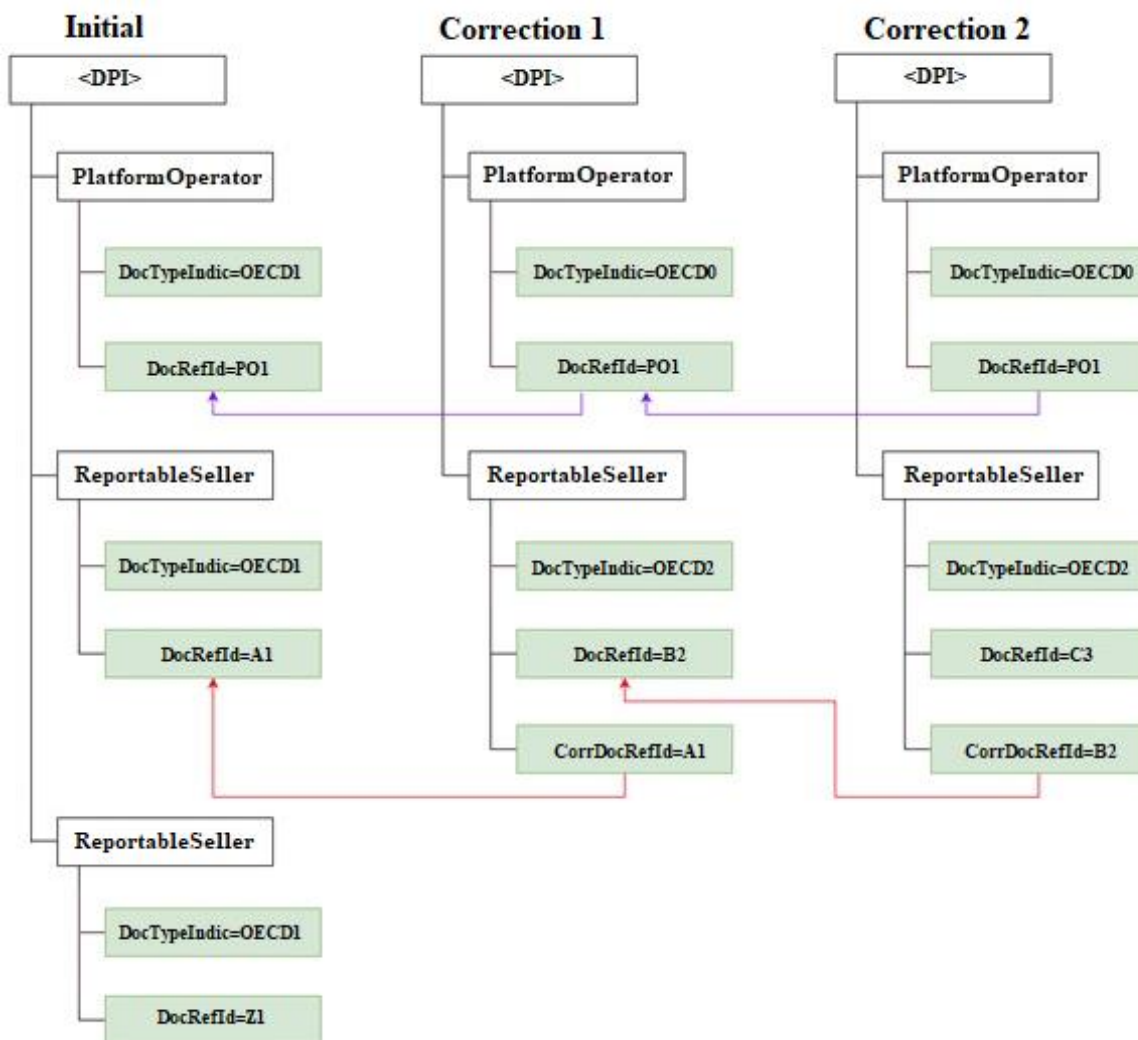 Initial
<DPI>
PlatformOperator
DocTypeIndic=OECD1
DocRefId=PO1
ReportableSeller
DocTypeIndic=OECD1
DocRefId=A1
ReportableSeller
DocTypeIndic=OECD1
DocRefId=Z1
Correction 1
<DPI>
PlatformOperator
DocTypeIndic=OECD0
DocRefId=PO1
ReportableSeller
DocTypeIndic=OECD2
DocRefId=B2
CorrDocRefId=A1
Correction 2
<DPI>
PlatformOperator
DocTypeIndic=OECD0
DocRefId=PO1
ReportableSeller
DocTypeIndic=OECD2
DocRefId=C3
CorrDocRefId=B2